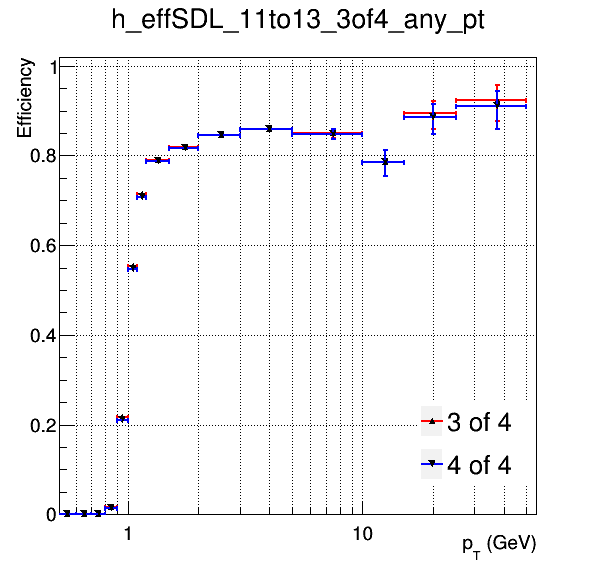 h_effSDL_11to13_3of4_any_pt
Efficiency
1
0.8
0.6
0.4
0.2
0
3 of 4
4 of 4
1
10
p_T (GeV)